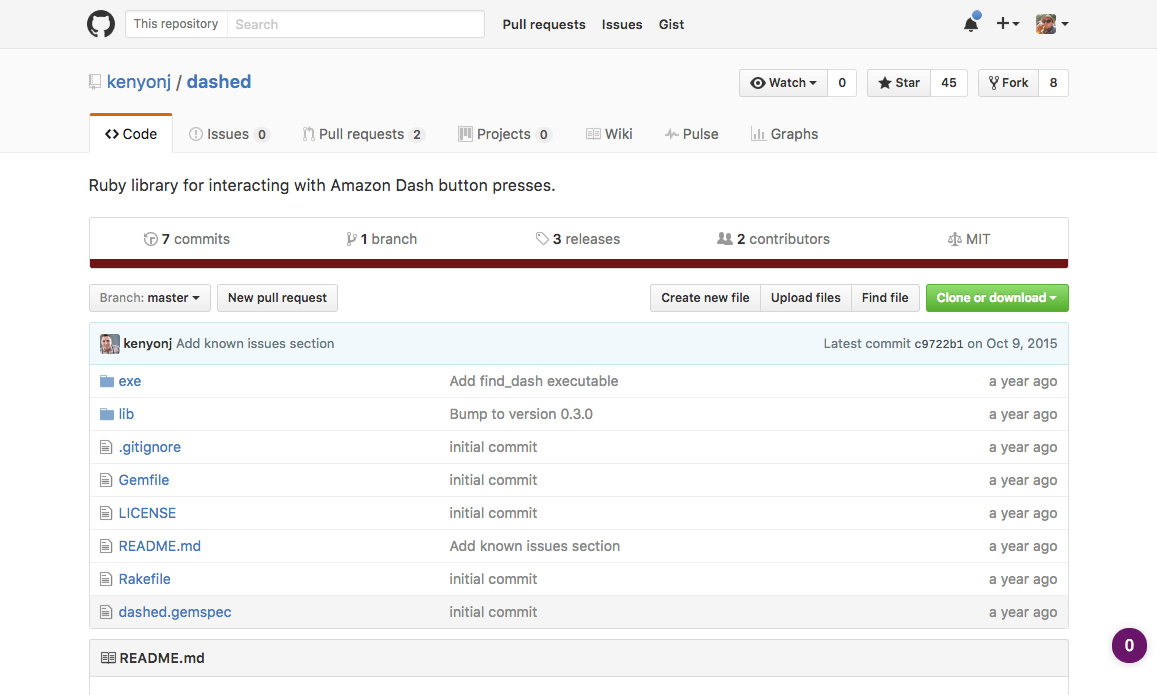 This repository Search Pull requests Issues Gist
kenyonj / dashed Watch 0 Star 45 Fork 8
Code Issues 0 Pull requests 2 Projects 0 Wiki Pulse Graphs
Ruby library for interacting with Amazon Dash button presses.
7 commits 1 branch 3 releases 2 contributors MIT
Branch: master New pull request Create new file Upload files Find file Clone or download
kenyonj Add known issues section Latest commit c9722b1 on Oct 9, 2015
exe Add find_dash executable a year ago
lib Bump to version 0.3.0 a year ago
.gitignore initial commit a year ago
Gemfile initial commit a year ago
LICENSE initial commit a year ago
README.md Add known issues section a year ago
Rakefile initial commit a year ago
dashed.gemspec initial commit a year ago
0
README.md